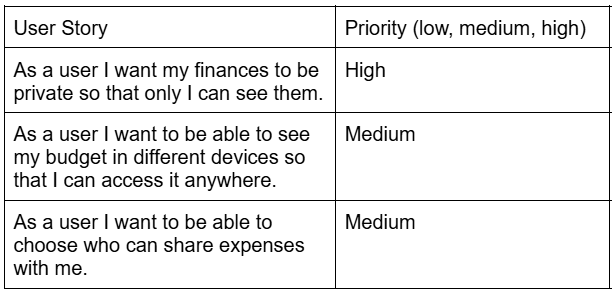 User Story
Priority (low, medium, high)
As a user I want my finances to be
private so that only I can see them.
High
As a user I want to be able to see
my budget in different devices so
that I can access it anywhere.
Medium
As a user I want to be able to
choose who can share expenses
with me.
Medium